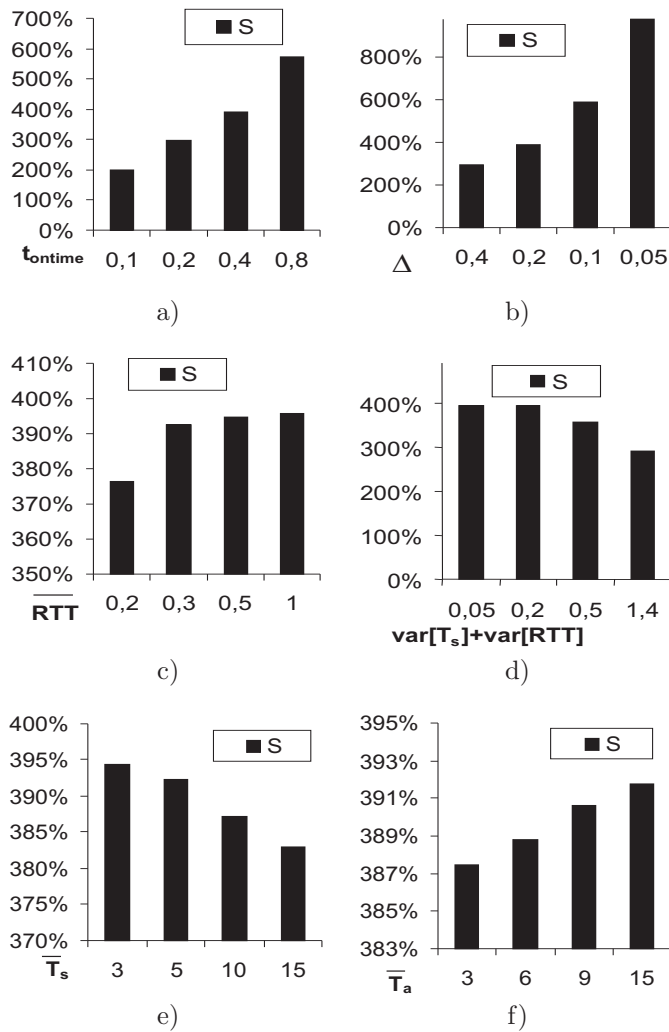 700%
600%
500%
400%
300%
200%
100%
0%
S
t_ontime 0,1 0,2 0,4 0,8
a)
800%
600%
400%
200%
0%
S
Δ 0,4 0,2 0,1 0,05
b)
410%
400%
390%
380%
370%
360%
350%
S
R̅T̅T̅ 0,2 0,3 0,5 1
c)
400%
300%
200%
100%
0%
S
0,05 0,2 0,5 1,4
var[Tₛ]+var[RTT]
d)
400%
395%
390%
385%
380%
375%
370%
S
T̅ₛ 3 5 10 15
e)
395%
393%
391%
389%
387%
385%
383%
S
T̅ₐ 3 6 9 15
f)